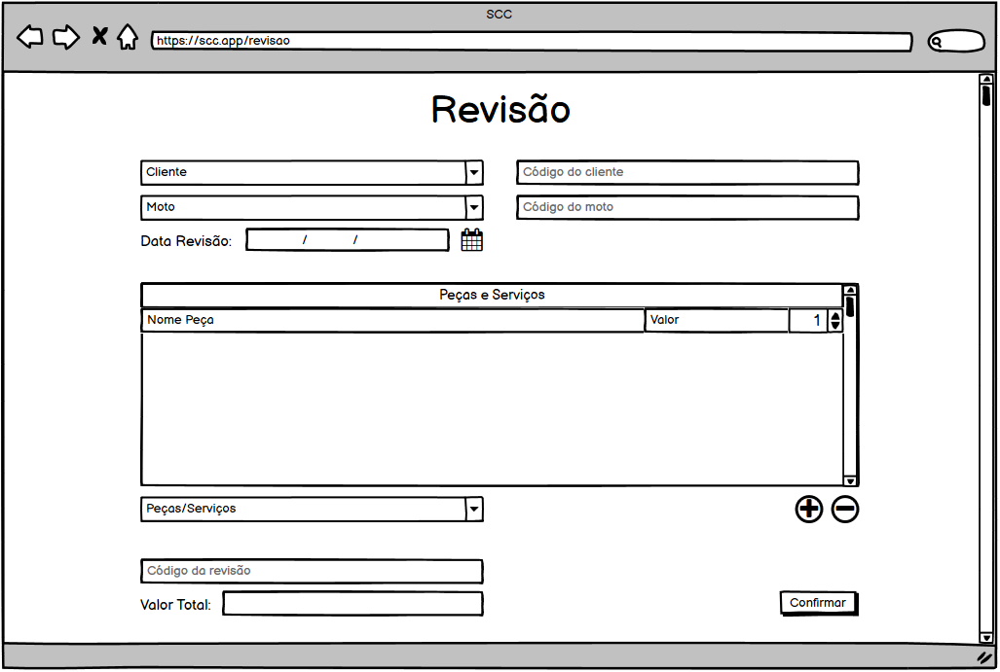 SCC
https://scc.app/revisao
Revisão
Cliente
Código do cliente
Moto
Código do moto
Data Revisão: / /
Peças e Serviços
Nome Peça Valor 1
Peças/Serviços
Código da revisão
Valor Total:
Confirmar